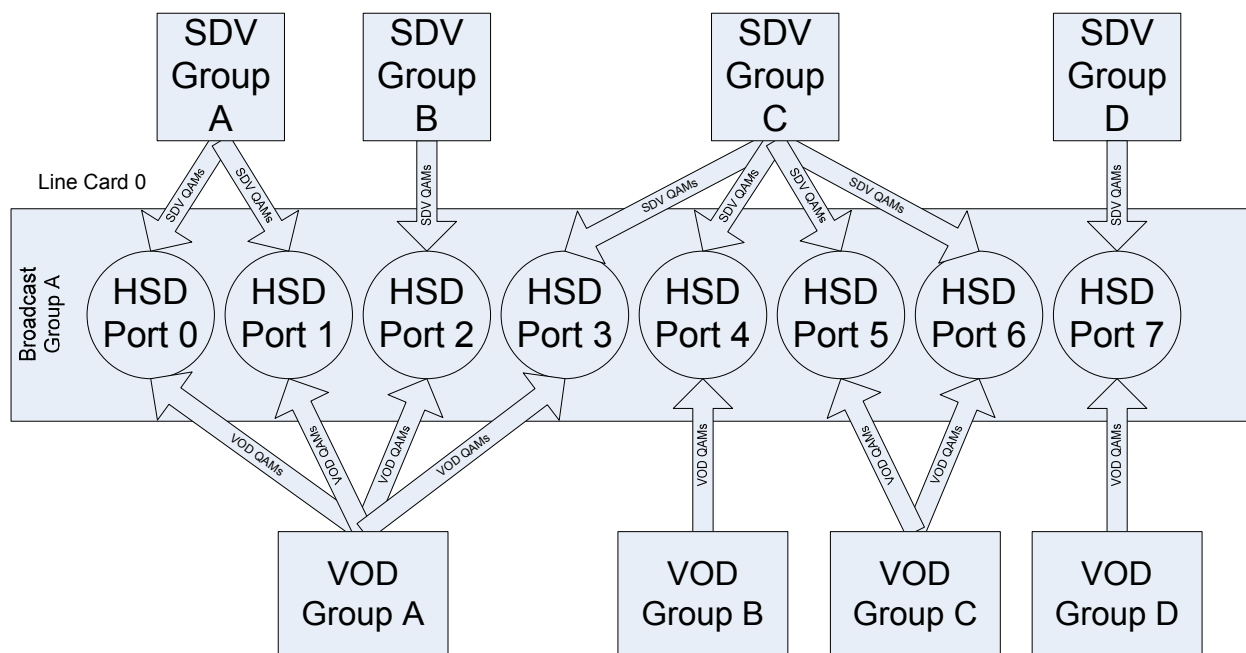 SDV
Group
A
SDV
Group
B
SDV
Group
C
SDV
Group
D
Line Card 0
SDV QAMs
SDV QAMs
SDV QAMs
SDV QAMs
SDV QAMs
SDV QAMs
SDV QAMs
SDV QAMs
Broadcast
Group A
HSD
Port 0
HSD
Port 1
HSD
Port 2
HSD
Port 3
HSD
Port 4
HSD
Port 5
HSD
Port 6
HSD
Port 7
VOD QAMs
VOD QAMs
VOD QAMs
VOD QAMs
VOD QAMs
VOD QAMs
VOD QAMs
VOD QAMs
VOD
Group A
VOD
Group B
VOD
Group C
VOD
Group D